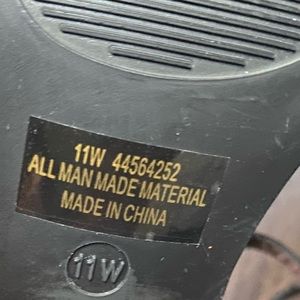 11W 44564252
ALL MAN MADE MATERIAL
MADE IN CHINA
11W